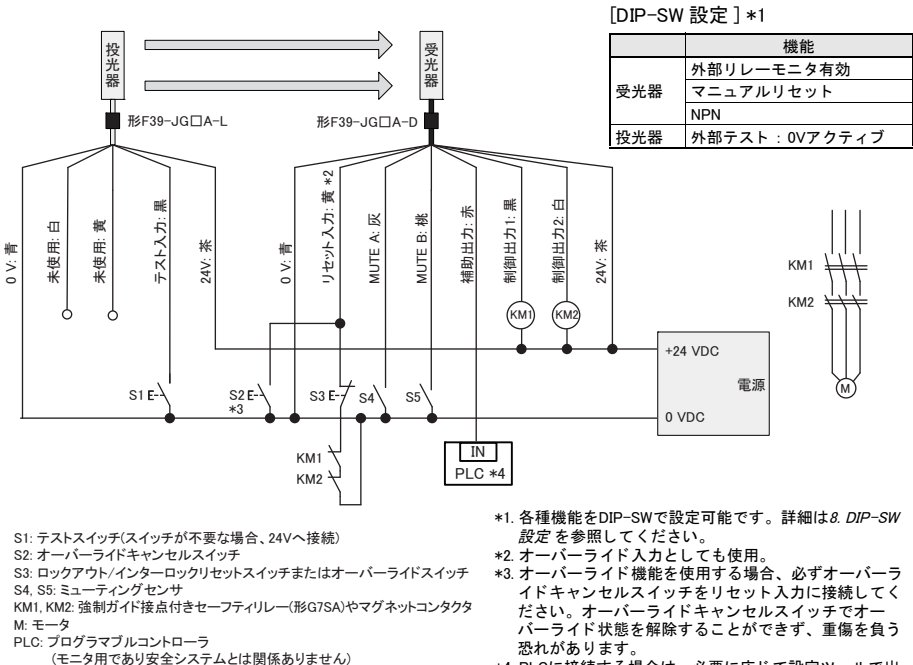 [DIP-SW 設定 ] *1
機能
受光器
外部リレーモニタ有効
マニュアルリセット
NPN
投光器
外部テスト : 0Vアクティブ
投光器
受光器
形F39-JG□A-L
形F39-JG□A-D
0 V: 青
未使用: 白
未使用: 黄
テスト入力: 黒
24V: 茶
0 V: 青
リセット入力: 黄 *2
MUTE A: 灰
MUTE B: 桃
補助出力: 赤
制御出力1: 黒
制御出力2: 白
24V: 茶
KM1
KM2
KM1
KM2
M
+24 VDC
電源
0 VDC
S1
S2
*3
S3
S4
S5
KM1
KM2
IN
PLC *4
S1: テストスイッチ(スイッチが不要な場合、24Vへ接続)
S2: オーバーライドキャンセルスイッチ
S3: ロックアウト/インターロックリセットスイッチまたはオーバーライドスイッチ
S4, S5: ミューティングセンサ
KM1, KM2: 強制ガイド接点付きセーフティリレー(形G7SA)やマグネットコンタクタ
M: モータ
PLC: プログラマブルコントローラ
(モニタ用であり安全システムとは関係ありません)
*1. 各種機能をDIP-SWで設定可能です。詳細は8. DIP-SW
設定 を参照してください。
*2. オーバーライド入力としても使用。
*3. オーバーライド機能を使用する場合、必ずオーバーラ
イドキャンセルスイッチをリセット入力に接続してく
ださい。オーバーライドキャンセルスイッチでオー
バーライド状態を解除することができず、重傷を負う
恐れがあります。